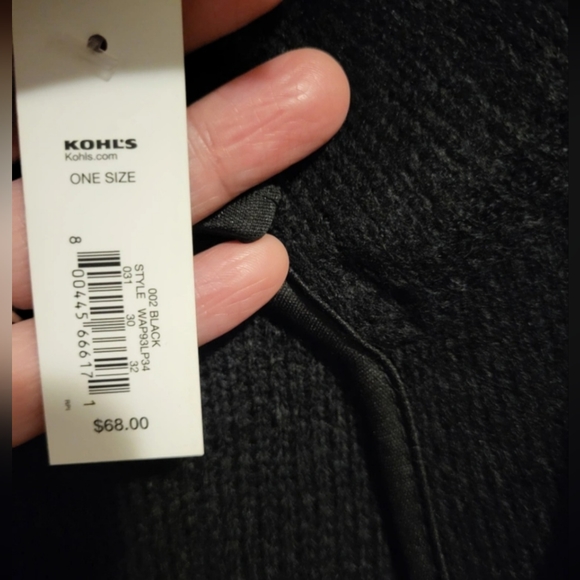 KOHL'S
Kohls.com
ONE SIZE
002 BLACK
STYLE WAP93LP34
031 30 32
8 00445 66617 1
$68.00